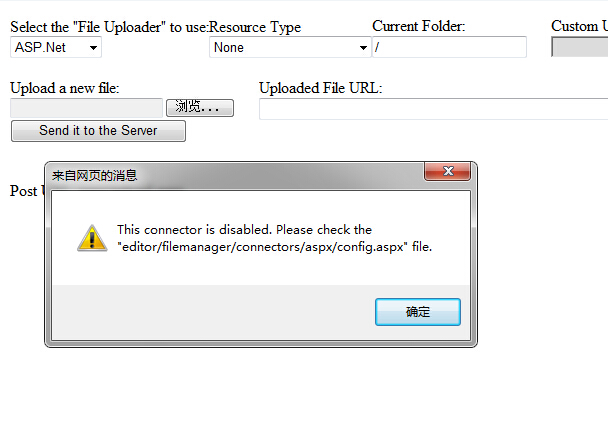 Select the "File Uploader" to use:
Resource Type
Current Folder:
Custom U
ASP.Net
None
/
Upload a new file:
Uploaded File URL:
浏览...
Send it to the Server
Post U
来自网页的消息
This connector is disabled. Please check the
"editor/filemanager/connectors/aspx/config.aspx" file.
确定